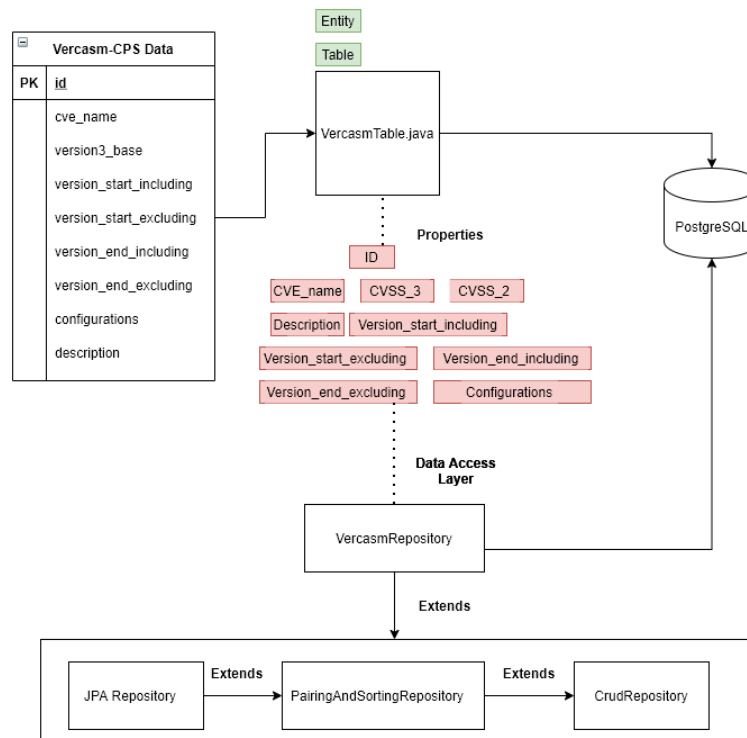 Entity
Table
Vercasm-CPS Data
PK
id
cve_name
version3_base
version_start_including
version_start_excluding
version_end_including
version_end_excluding
configurations
description
VercasmTable.java
PostgreSQL
Properties
ID
CVE_name
CVSS_3
CVSS_2
Description
Version_start_including
Version_start_excluding
Version_end_including
Version_end_excluding
Configurations
Data Access
Layer
VercasmRepository
Extends
JPA Repository
Extends
PairingAndSortingRepository
Extends
CrudRepository